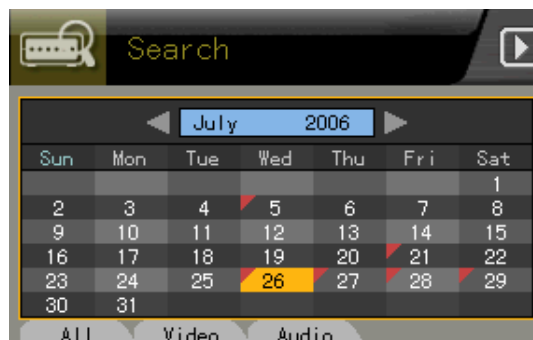 Search
July 2006
Sun Mon Tue Wed Thu Fri Sat
1
2 3 4 5 6 7 8
9 10 11 12 13 14 15
16 17 18 19 20 21 22
23 24 25 26 27 28 29
30 31
All Video Audio